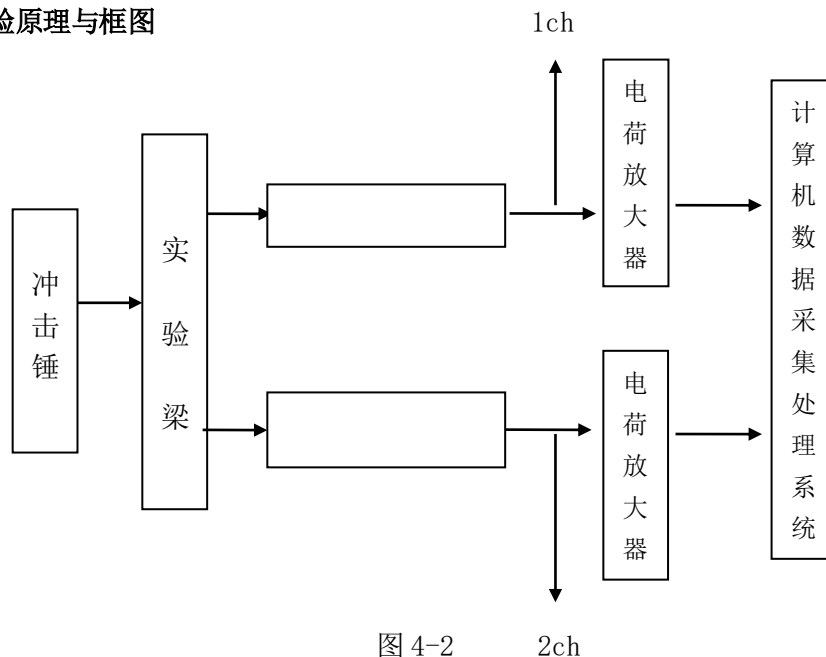 验原理与框图
1ch
冲击锤
实验梁
电荷放大器
电荷放大器
计算机数据采集处理系统
图 4-2
2ch